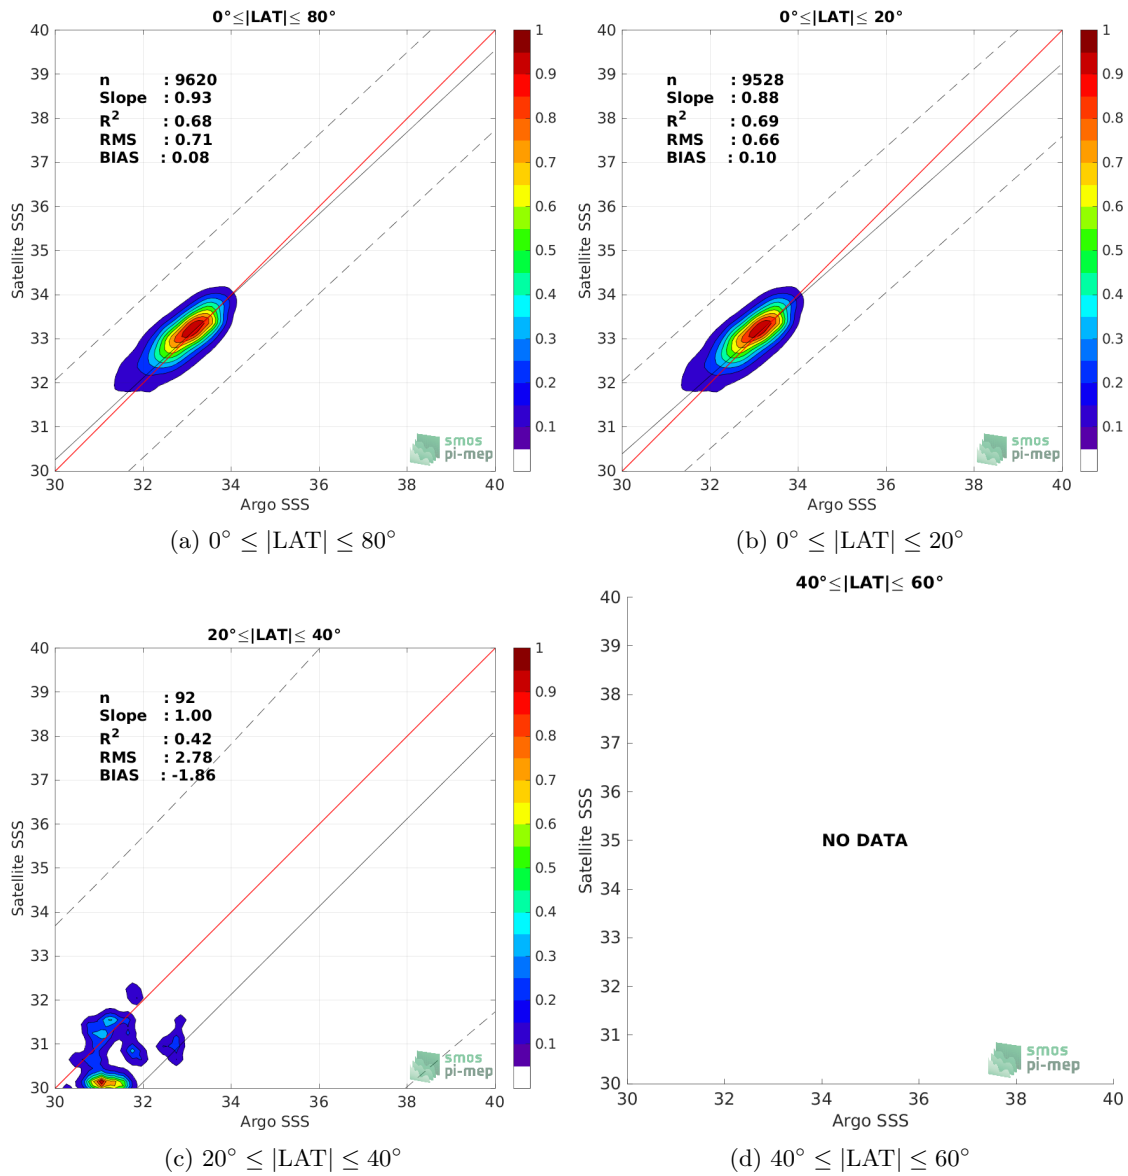 0°≤|LAT|≤ 80°
n : 9620
Slope : 0.93
R² : 0.68
RMS : 0.71
BIAS : 0.08
Satellite SSS
40
39
38
37
36
35
34
33
32
31
30
30 32 34 36 38 40
Argo SSS
1
0.9
0.8
0.7
0.6
0.5
0.4
0.3
0.2
0.1
smos
pi-mep
(a) 0° ≤ |LAT| ≤ 80°
0°≤|LAT|≤ 20°
n : 9528
Slope : 0.88
R² : 0.69
RMS : 0.66
BIAS : 0.10
Satellite SSS
40
39
38
37
36
35
34
33
32
31
30
30 32 34 36 38 40
Argo SSS
1
0.9
0.8
0.7
0.6
0.5
0.4
0.3
0.2
0.1
smos
pi-mep
(b) 0° ≤ |LAT| ≤ 20°
20°≤|LAT|≤ 40°
n : 92
Slope : 1.00
R² : 0.42
RMS : 2.78
BIAS : -1.86
Satellite SSS
40
39
38
37
36
35
34
33
32
31
30
30 32 34 36 38 40
Argo SSS
1
0.9
0.8
0.7
0.6
0.5
0.4
0.3
0.2
0.1
smos
pi-mep
(c) 20° ≤ |LAT| ≤ 40°
40°≤|LAT|≤ 60°
NO DATA
Satellite SSS
40
39
38
37
36
35
34
33
32
31
30
30 32 34 36 38 40
Argo SSS
smos
pi-mep
(d) 40° ≤ |LAT| ≤ 60°